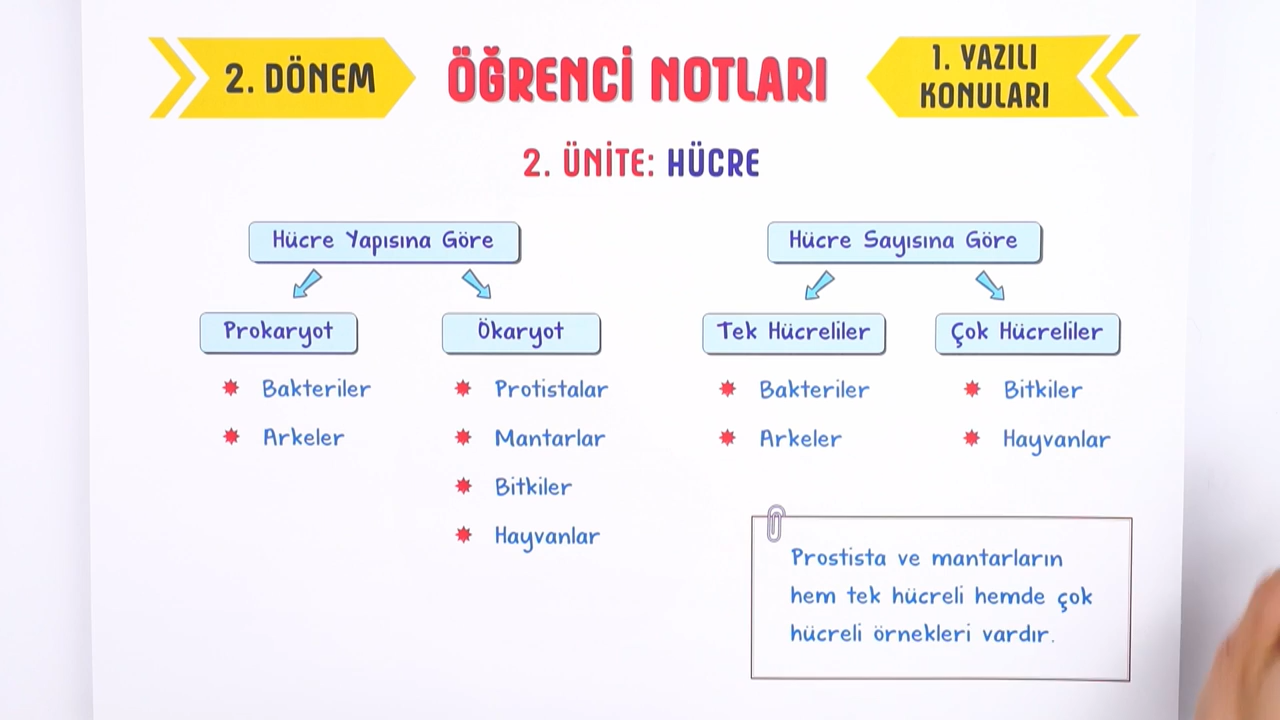 2. DÖNEM
ÖĞRENCİ NOTLARI
1. YAZILI
KONULARI
2. ÜNİTE: HÜCRE
Hücre Yapısına Göre
Prokaryot
Bakteriler
Arkeler
Ökaryot
Protistalar
Mantarlar
Bitkiler
Hayvanlar
Hücre Sayısına Göre
Tek Hücreliler
Bakteriler
Arkeler
Çok Hücreliler
Bitkiler
Hayvanlar
Prostista ve mantarların
hem tek hücreli hemde çok
hücreli örnekleri vardır.